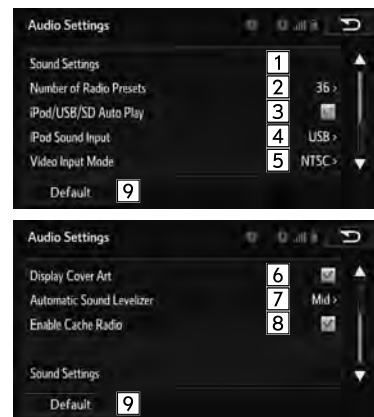 Audio Settings
Sound Settings 1
Number of Radio Presets 2 36 >
iPod/USB/SD Auto Play 3
iPod Sound Input 4 USB >
Video Input Mode 5 NTSC >
Default 9
Audio Settings
Display Cover Art 6
Automatic Sound Levelizer 7 Mid >
Enable Cache Radio 8
Sound Settings
Default 9